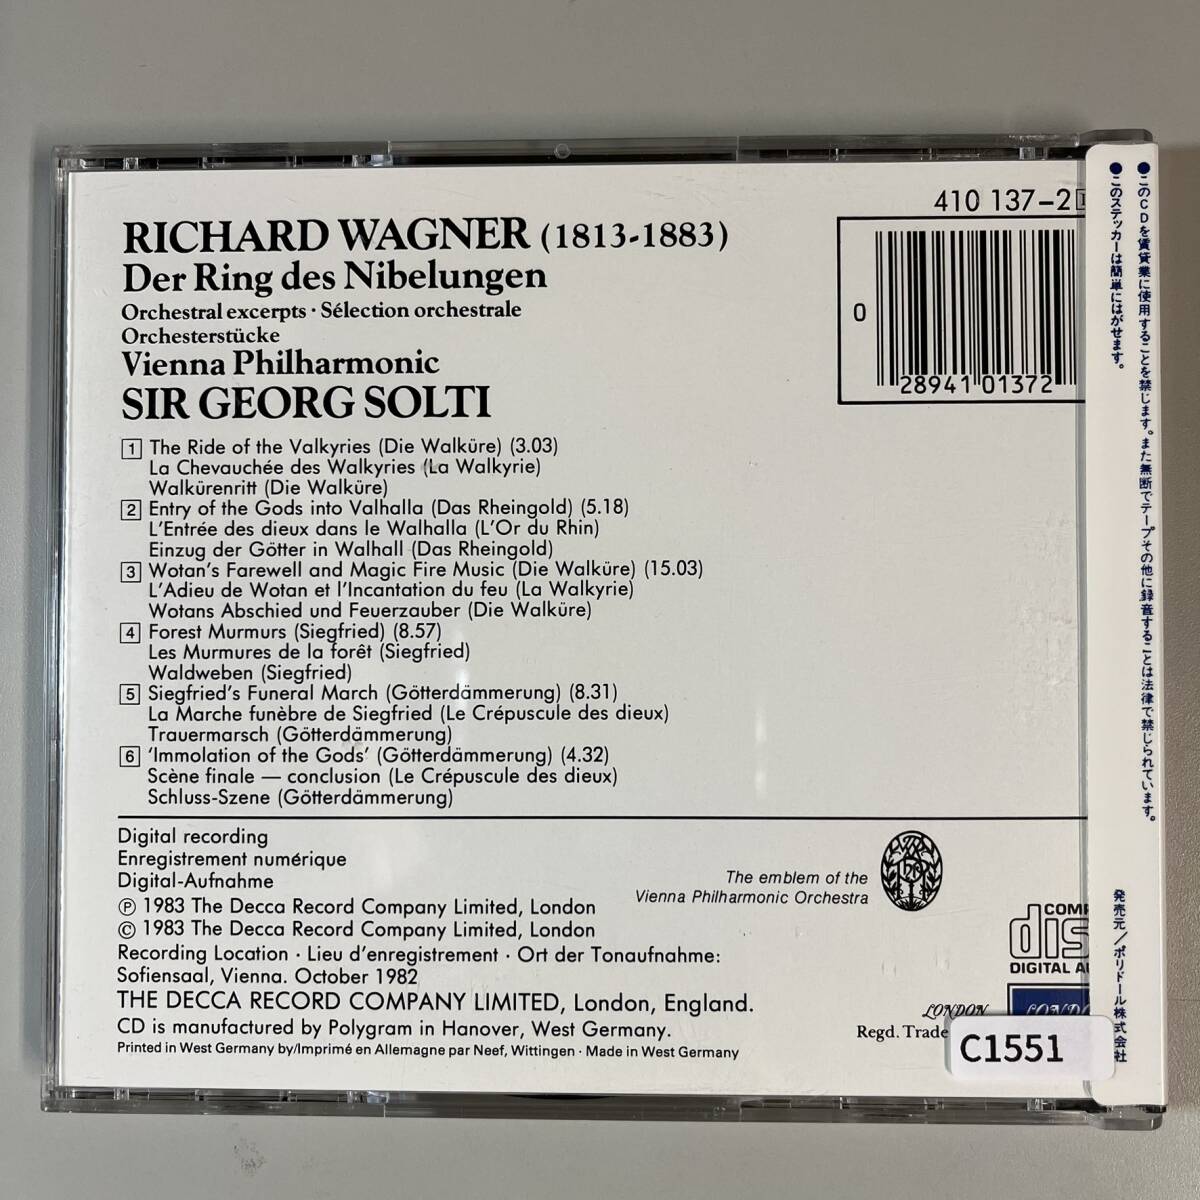 410 137-2
RICHARD WAGNER (1813-1883)
Der Ring des Nibelungen
Orchestral excerpts · Sélection orchestrale
Orchesterstücke
Vienna Philharmonic
SIR GEORG SOLTI
0
28941 01372
1 The Ride of the Valkyries (Die Walküre) (3.03)
La Chevauchée des Walkyries (La Walkyrie)
Walkürenritt (Die Walküre)
2 Entry of the Gods into Valhalla (Das Rheingold) (5.18)
L'Entrée des dieux dans le Walhalla (L'Or du Rhin)
Einzug der Götter in Walhall (Das Rheingold)
3 Wotan's Farewell and Magic Fire Music (Die Walküre) (15.03)
L'Adieu de Wotan et l'Incantation du feu (La Walkyrie)
Wotans Abschied und Feuerzauber (Die Walküre)
4 Forest Murmurs (Siegfried) (8.57)
Les Murmures de la forêt (Siegfried)
Waldweben (Siegfried)
5 Siegfried's Funeral March (Götterdämmerung) (8.31)
La Marche funèbre de Siegfried (Le Crépuscule des dieux)
Trauermarsch (Götterdämmerung)
6 'Immolation of the Gods' (Götterdämmerung) (4.32)
Scène finale — conclusion (Le Crépuscule des dieux)
Schluss-Szene (Götterdämmerung)
Digital recording
Enregistrement numérique
Digital-Aufnahme
℗ 1983 The Decca Record Company Limited, London
© 1983 The Decca Record Company Limited, London
Recording Location · Lieu d'enregistrement · Ort der Tonaufnahme:
Sofiensaal, Vienna. October 1982
THE DECCA RECORD COMPANY LIMITED, London, England.
CD is manufactured by Polygram in Hanover, West Germany.
Printed in West Germany by/Imprimé en Allemagne par Neef, Wittingen · Made in West Germany
The emblem of the
Vienna Philharmonic Orchestra
COMP
dis
DIGITAL AU
LONDON
Regd. Trade
LONDO
C1551
●このCDを賃貸業に使用することを禁じます。また無断でテープその他に録音することは法律で禁じられています。
●このステッカーは簡単にはがせます。
発売元/ポリドール株式会社